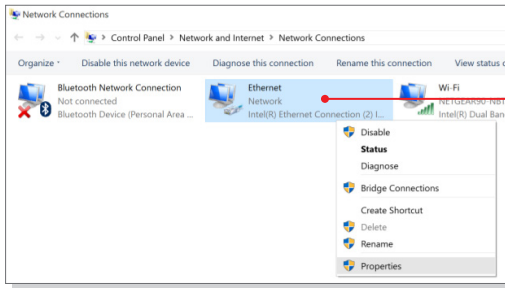 Network Connections
Control Panel > Network and Internet > Network Connections
Organize Disable this network device Diagnose this connection Rename this connection View status
Bluetooth Network Connection
Not connected
Bluetooth Device (Personal Area ...
Ethernet
Network
Intel(R) Ethernet Connection (2) I...
Wi-Fi
Intel(R) Dual Ban
Disable
Status
Diagnose
Bridge Connections
Create Shortcut
Delete
Rename
Properties